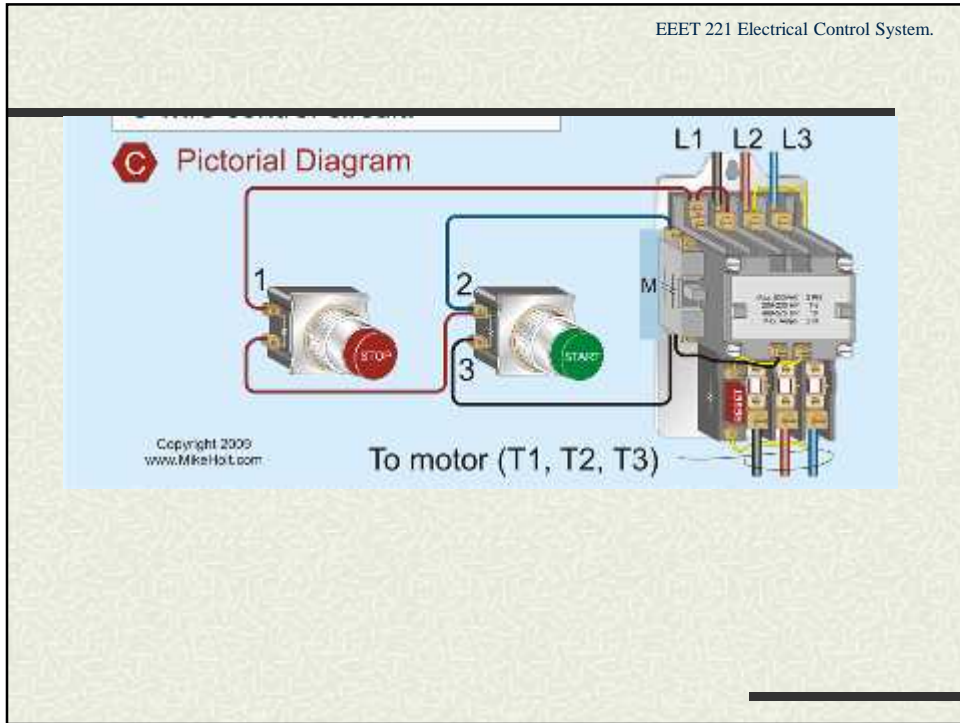 EEET 221 Electrical Control System.
C Pictorial Diagram
L1 L2 L3
1
2
M
STOP
START
3
RESET
Copyright 2009
www.MikeHolt.com
To motor (T1, T2, T3)